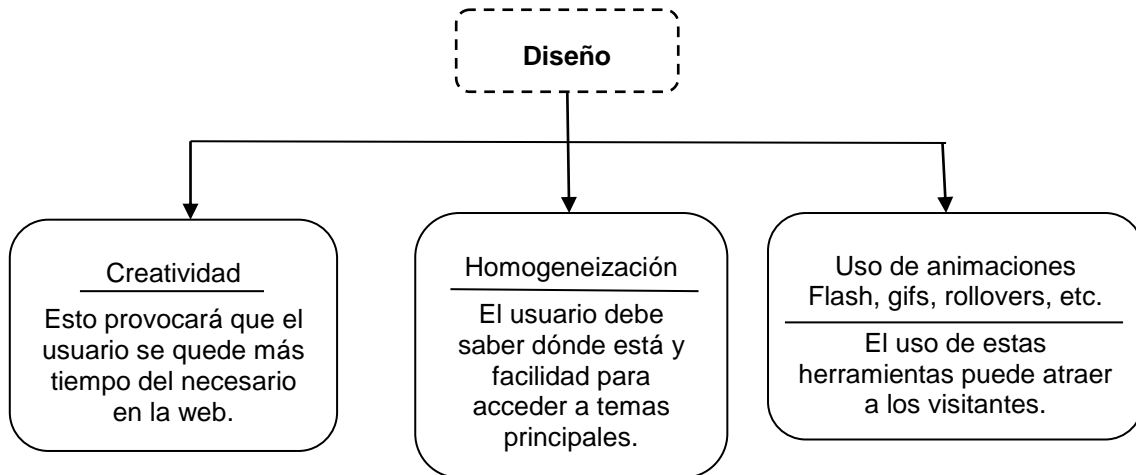 Diseño
Creatividad
Esto provocará que el
usuario se quede más
tiempo del necesario
en la web.
Homogeneización
El usuario debe
saber dónde está y
facilidad para
acceder a temas
principales.
Uso de animaciones
Flash, gifs, rollovers, etc.
El uso de estas
herramientas puede atraer
a los visitantes.